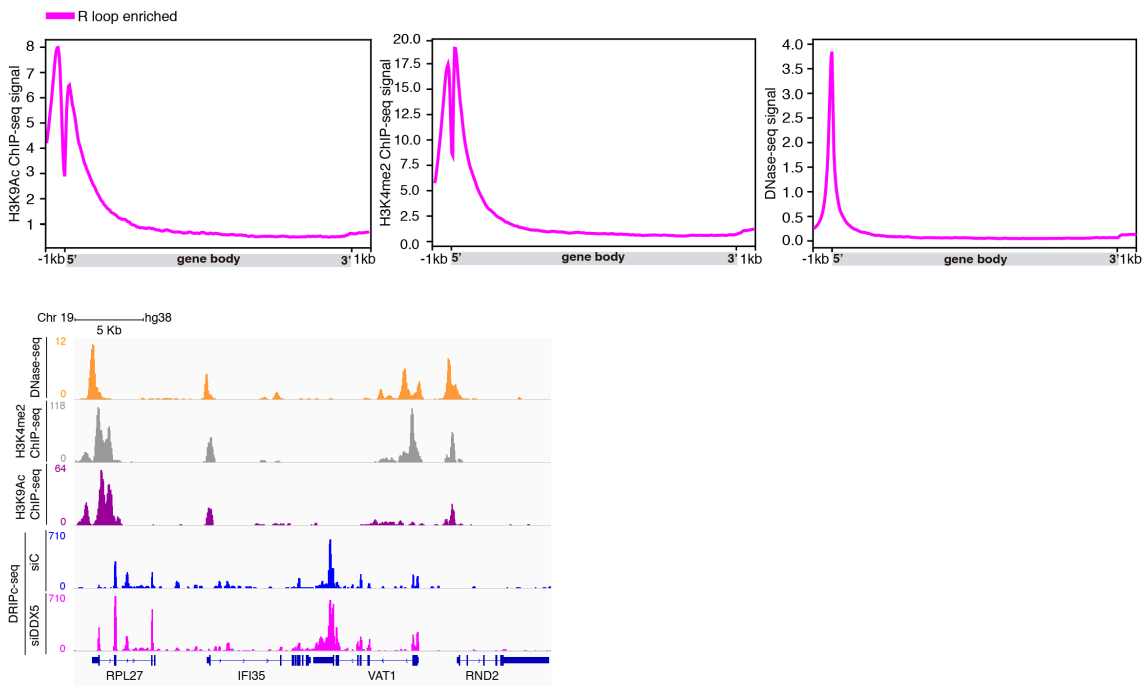 R loop enriched
H3K9Ac ChIP-seq signal
8
7
6
5
4
3
2
1
-1kb 5' gene body 3' 1kb
H3K4me2 ChIP-seq signal
20.0
17.5
15.0
12.5
10.0
7.5
5.0
2.5
0.0
-1kb 5' gene body 3' 1kb
DNase-seq signal
4.0
3.5
3.0
2.5
2.0
1.5
1.0
0.5
0.0
-1kb 5' gene body 3' 1kb
Chr 19 hg38
5 Kb
DNase-seq
12
0
H3K4me2
ChIP-seq
118
0
H3K9Ac
ChIP-seq
64
0
DRIPc-seq
siC
710
0
siDDX5
710
0
RPL27 IFI35 VAT1 RND2